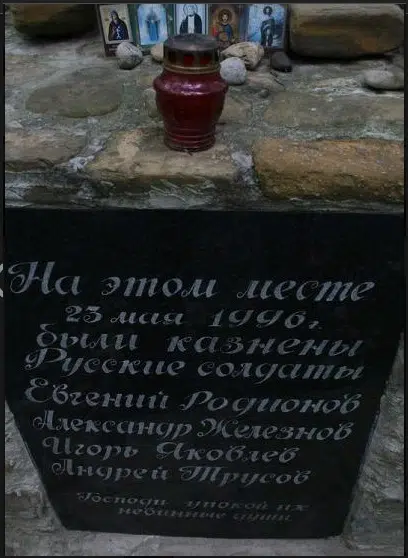 На этом месте
23 мая 1996г.
были казнены
Русские солдаты
Евгений Родионов
Александр Железнов
Игорь Яковлев
Андрей Трусов
Господи упокой их
невинные души